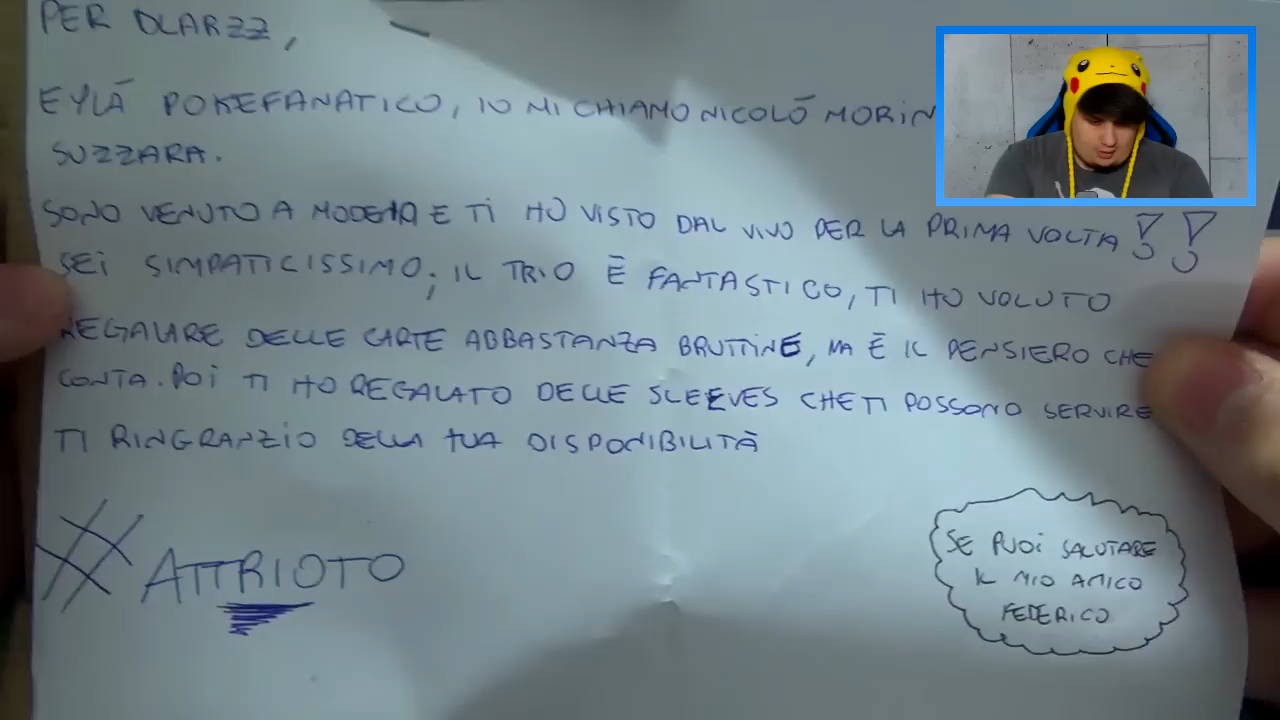 PER DLARZZ,
EYLÀ POKEFANATICO, IO MI CHIAMO NICOLÒ MORIN
SUZZARA.
SONO VENUTO A MODENA E TI HO VISTO DAL VIVO PER LA PRIMA VOLTA!!
SEI SIMPATICISSIMO; IL TRIO È FANTASTICO, TI HO VOLUTO
REGALARE DELLE CARTE ABBASTANZA BRUTTINE, MA È IL PENSIERO CHE
CONTA. POI TI HO REGALATO DELLE SLEEVES CHE TI POSSONO SERVIRE
TI RINGRANZIO DELLA TUA DISPONIBILITÀ
# ATTRIOTO
SE PUOI SALUTARE
IL MIO AMICO
FEDERICO